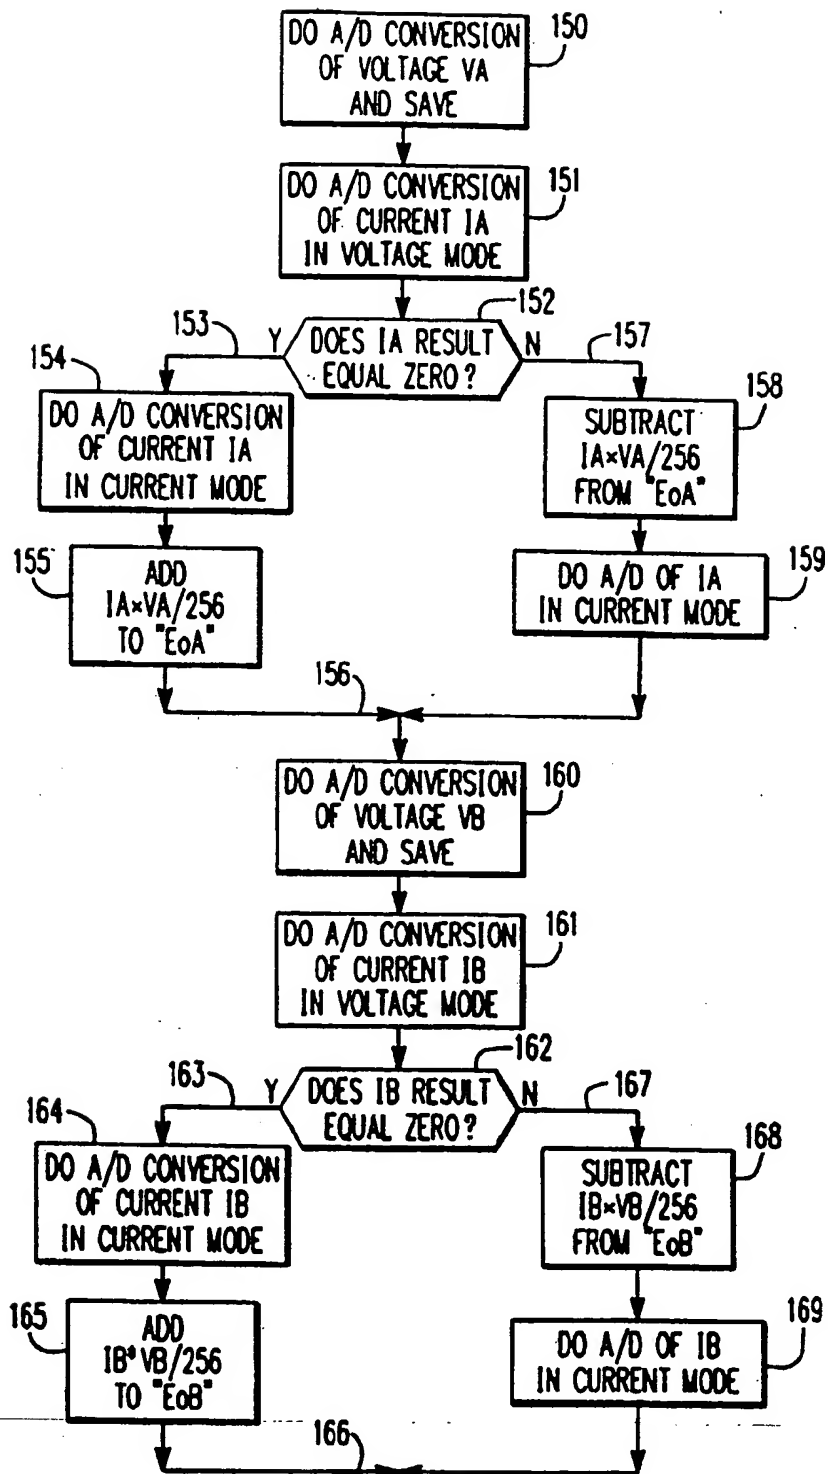 DO A/D CONVERSION
OF VOLTAGE VA
AND SAVE
150
DO A/D CONVERSION
OF CURRENT IA
IN VOLTAGE MODE
151
152
153
Y
DOES IA RESULT
EQUAL ZERO?
N
157
154
DO A/D CONVERSION
OF CURRENT IA
IN CURRENT MODE
158
SUBTRACT
IA×VA/256
FROM "EoA"
155
ADD
IA×VA/256
TO "EoA"
159
DO A/D OF IA
IN CURRENT MODE
156
DO A/D CONVERSION
OF VOLTAGE VB
AND SAVE
160
DO A/D CONVERSION
OF CURRENT IB
IN VOLTAGE MODE
161
162
163
Y
DOES IB RESULT
EQUAL ZERO?
N
167
164
DO A/D CONVERSION
OF CURRENT IB
IN CURRENT MODE
168
SUBTRACT
IB×VB/256
FROM "EoB"
165
ADD
IB*VB/256
TO "EoB"
169
DO A/D OF IB
IN CURRENT MODE
166